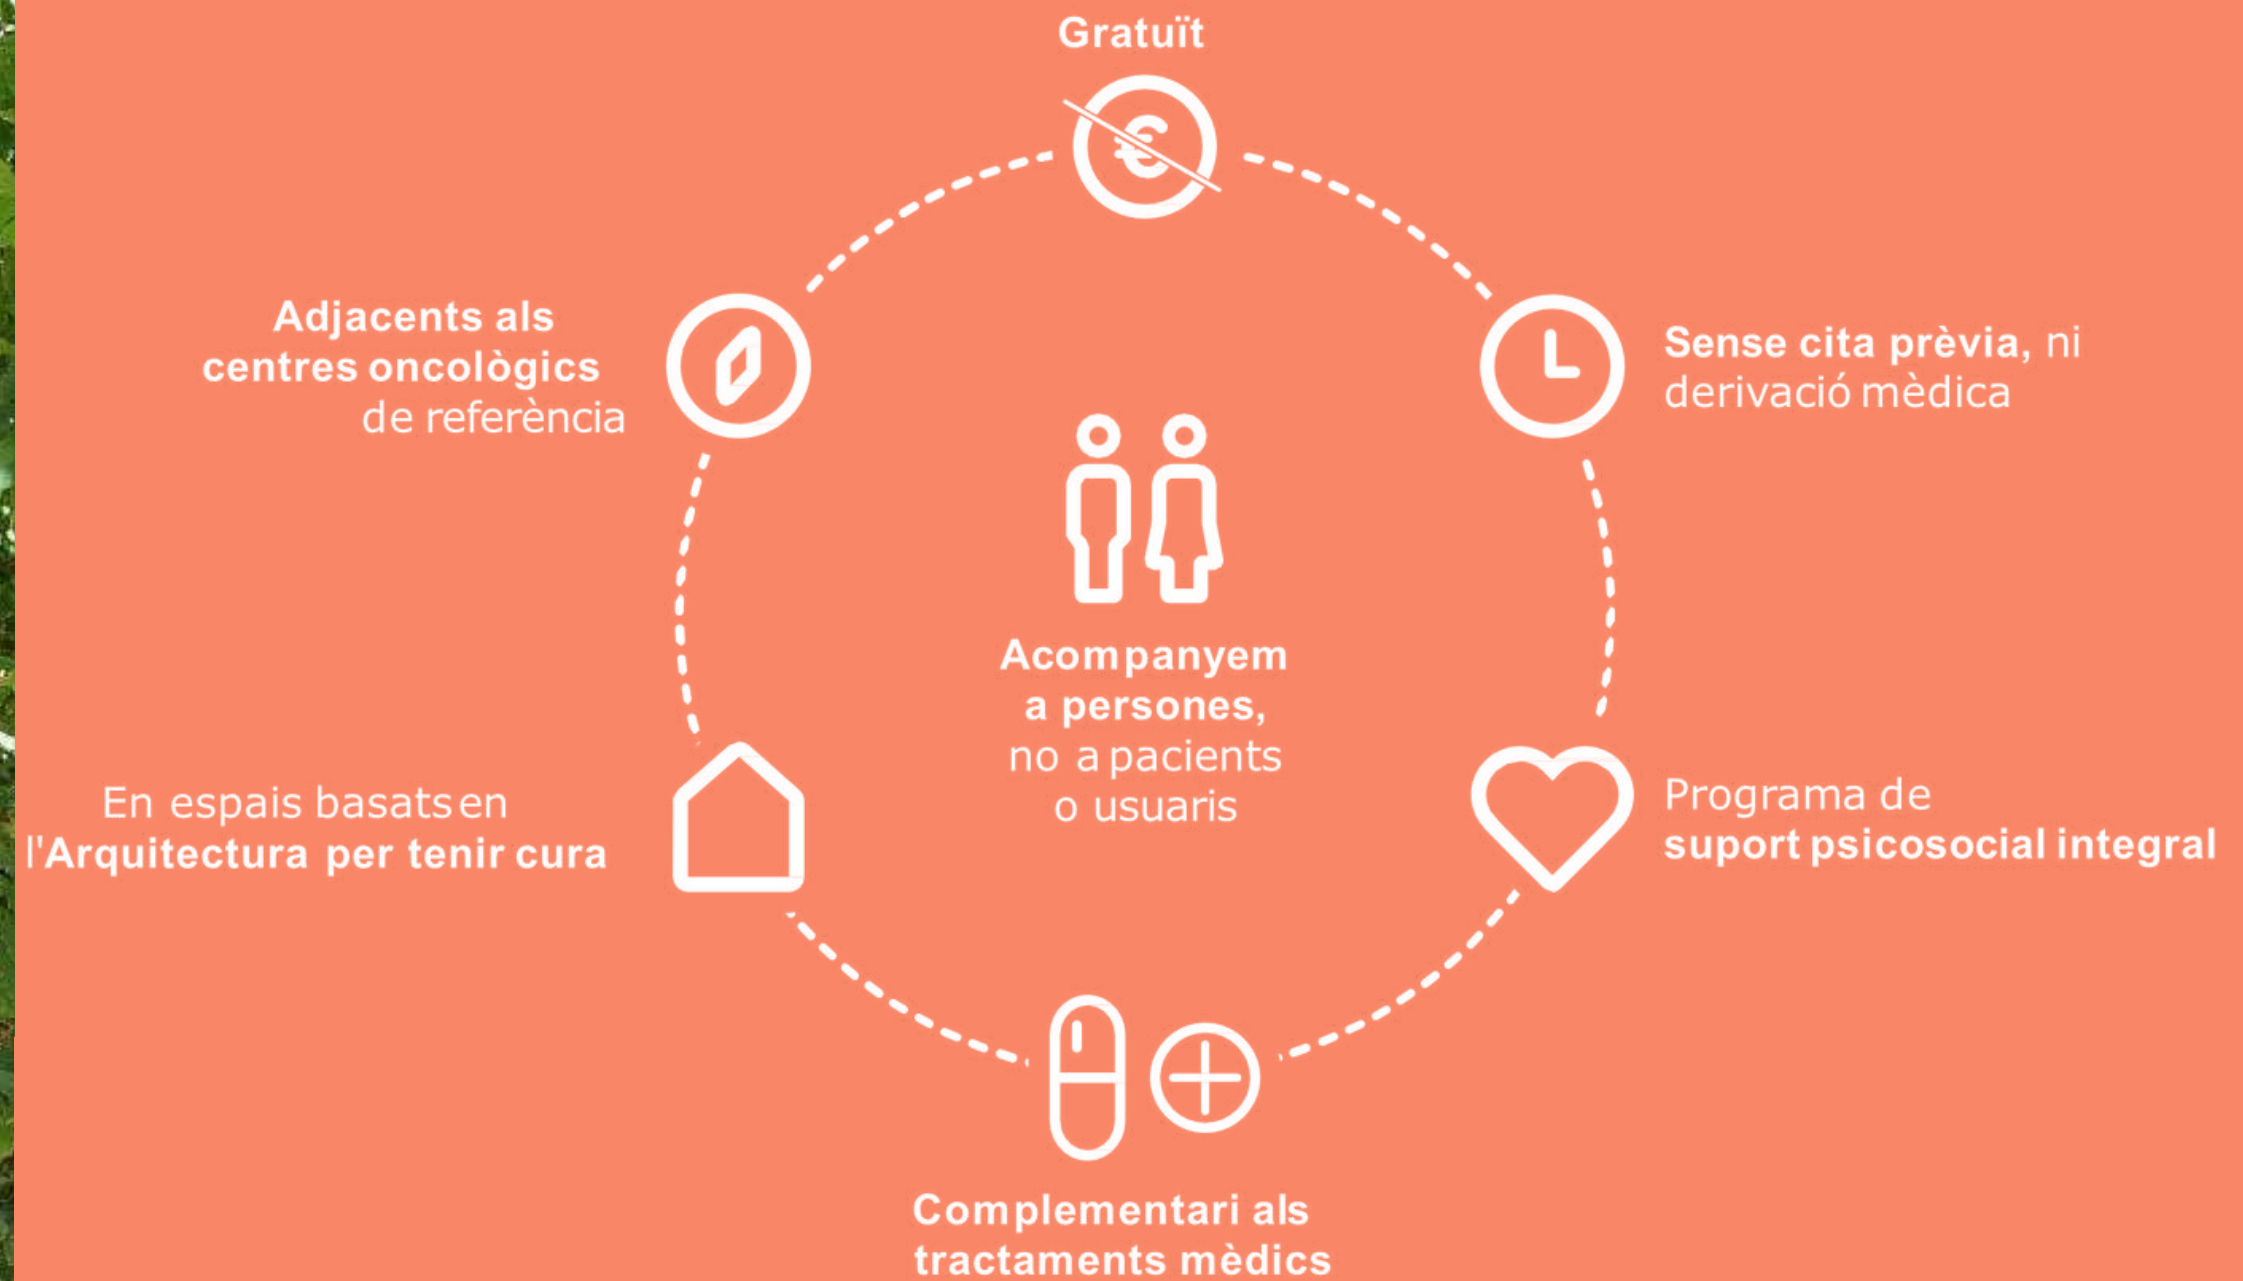 Gratuït
Adjacents als
centres oncològics
de referència
Sense cita prèvia, ni
derivació mèdica
Acompanyem
a persones,
no a pacients
o usuaris
En espais basats en
l'Arquitectura per tenir cura
Programa de
suport psicosocial integral
Complementari als
tractaments mèdics